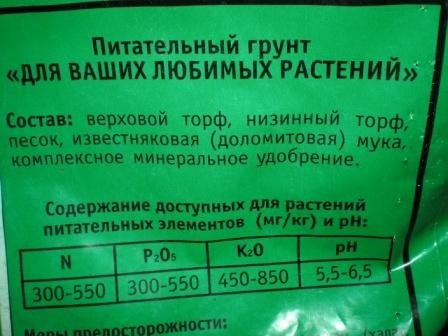 Питательный грунт
«ДЛЯ ВАШИХ ЛЮБИМЫХ РАСТЕНИЙ»
Состав: верховой торф, низинный торф,
песок, известняковая (доломитовая) мука,
комплексное минеральное удобрение.
Содержание доступных для растений
питательных элементов (мг/кг) и pH:
N P₂O₅ K₂O pH
300-550 300-550 450-850 5,5-6,5
Меры предосторожности: